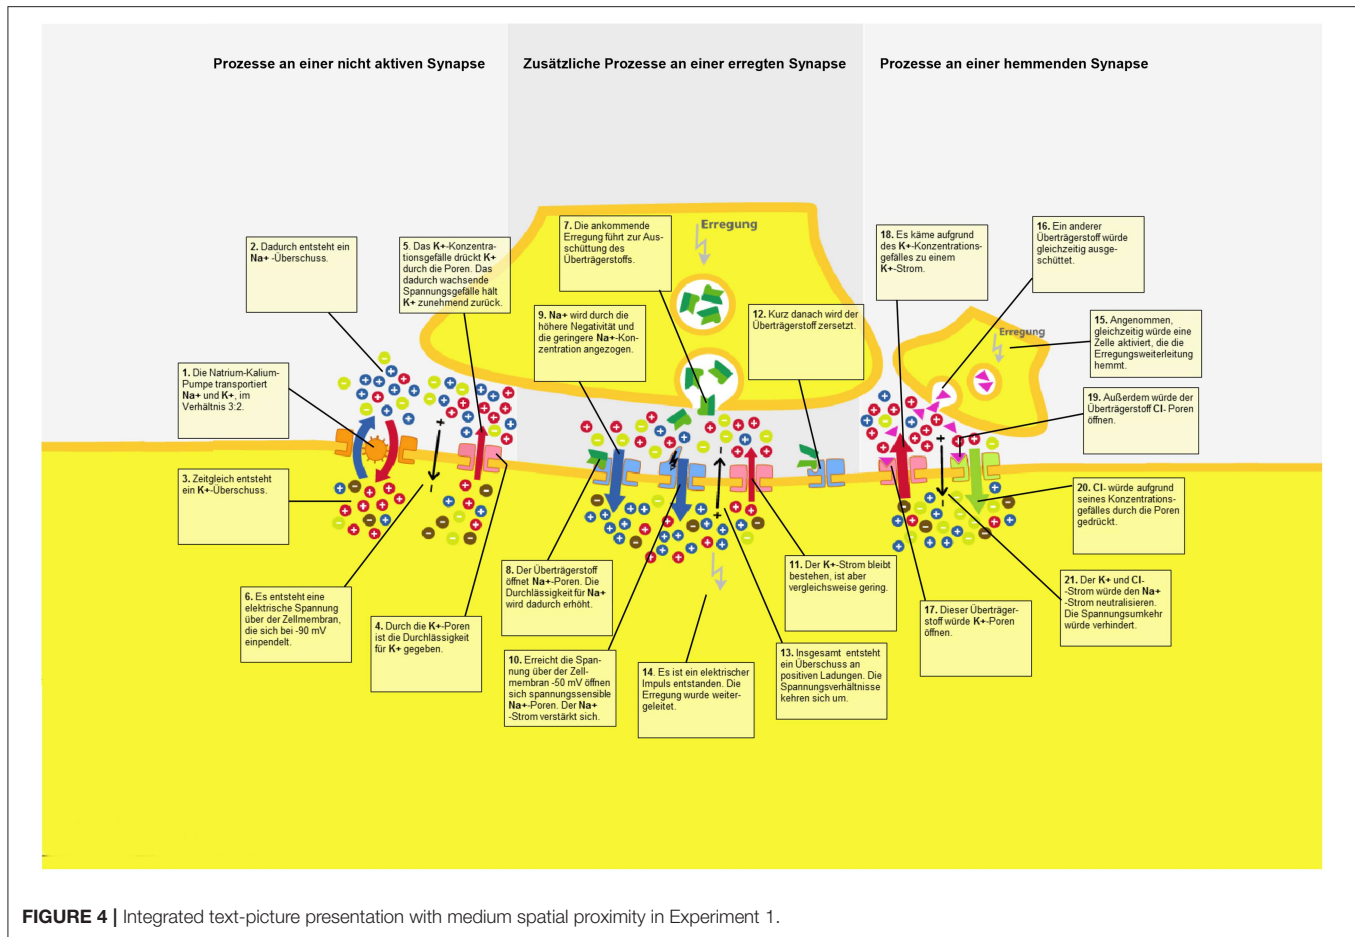 Prozesse an einer nicht aktiven Synapse
Zusätzliche Prozesse an einer erregten Synapse
Prozesse an einer hemmenden Synapse
1. Die Natrium-Kalium-
Pumpe transportiert
Na+ und K+, im
Verhältnis 3:2.
2. Dadurch entsteht ein
Na+ -Überschuss.
3. Zeitgleich entsteht
ein K+-Überschuss.
4. Durch die K+-Poren
ist die Durchlässigkeit
für K+ gegeben.
5. Das K+-Konzentra-
tionsgefälle drückt K+
durch die Poren. Das
dadurch wachsende
Spannungsgefälle hält
K+ zunehmend zurück.
6. Es entsteht eine
elektrische Spannung
über der Zellmembran,
die sich bei -90 mV
einpendelt.
7. Die ankommende
Erregung führt zur Aus-
schüttung des
Überträgerstoffs.
Erregung
8. Der Überträgerstoff
öffnet Na+-Poren. Die
Durchlässigkeit für Na+
wird dadurch erhöht.
9. Na+ wird durch die
höhere Negativität und
die geringere Na+-Kon-
zentration angezogen.
10. Erreicht die Span-
nung über der Zell-
membran -50 mV öffnen
sich spannungssensible
Na+-Poren. Der Na+
-Strom verstärkt sich.
11. Der K+-Strom bleibt
bestehen, ist aber
vergleichsweise gering.
12. Kurz danach wird der
Überträgerstoff zersetzt.
13. Insgesamt entsteht
ein Überschuss an
positiven Ladungen. Die
Spannungsverhältnisse
kehren sich um.
14. Es ist ein elektrischer
Impuls entstanden. Die
Erregung wurde weiter-
geleitet.
15. Angenommen,
gleichzeitig würde eine
Zelle aktiviert, die die
Erregungsweiterleitung
hemmt.
Erregung
16. Ein anderer
Überträgerstoff würde
gleichzeitig ausge-
schüttet.
17. Dieser Überträger-
stoff würde K+-Poren
öffnen.
18. Es käme aufgrund
des K+-Konzentrations-
gefälles zu einem
K+-Strom.
19. Außerdem würde der
Überträgerstoff Cl- Poren
öffnen.
20. Cl- würde aufgrund
seines Konzentrations-
gefälles durch die Poren
gedrückt.
21. Der K+ und Cl-
-Strom würde den Na+
-Strom neutralisieren.
Die Spannungsumkehr
würde verhindert.
FIGURE 4 | Integrated text-picture presentation with medium spatial proximity in Experiment 1.